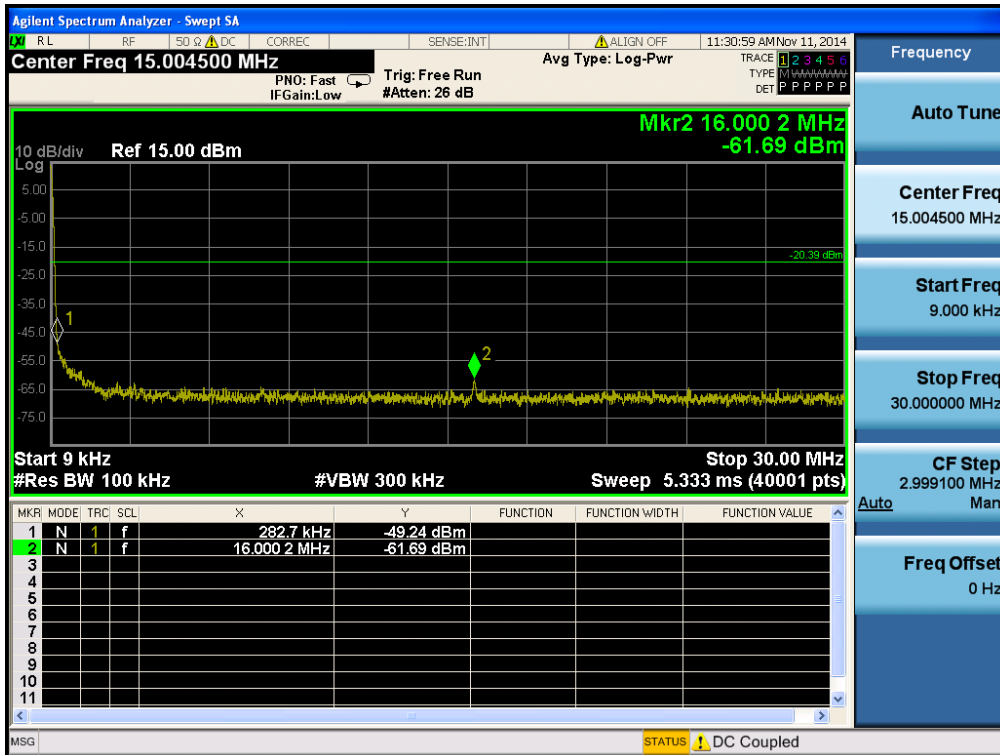 Agilent Spectrum Analyzer - Swept SA
LXI RL RF 50 Ω DC CORREC SENSE:INT ALIGN OFF 11:30:59 AM Nov 11, 2014
Center Freq 15.004500 MHz
PNO: Fast
IFGain:Low
Trig: Free Run
#Atten: 26 dB
Avg Type: Log-Pwr
TRACE 1 2 3 4 5 6
TYPE M
DET P P P P P P
Mkr2 16.000 2 MHz
-61.69 dBm
10 dB/div Ref 15.00 dBm
Log
5.00
-5.00
-15.0
-20.39 dBm
-25.0
-35.0
1
-45.0
2
-55.0
-65.0
-75.0
Start 9 kHz Stop 30.00 MHz
#Res BW 100 kHz #VBW 300 kHz Sweep 5.333 ms (40001 pts)
MKR MODE TRC SCL X Y FUNCTION FUNCTION WIDTH FUNCTION VALUE
1 N 1 f 282.7 kHz -49.24 dBm
2 N 1 f 16.000 2 MHz -61.69 dBm
3
4
5
6
7
8
9
10
11
MSG STATUS DC Coupled
Frequency
Auto Tune
Center Freq
15.004500 MHz
Start Freq
9.000 kHz
Stop Freq
30.000000 MHz
CF Step
2.999100 MHz
Auto Man
Freq Offset
0 Hz